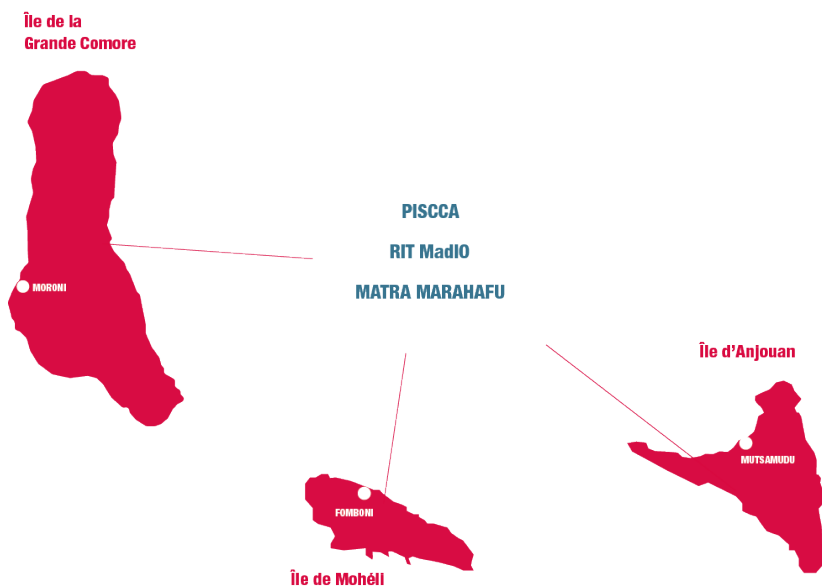 Île de la
Grande Comore
PISCCA
RIT MadIO
MATRA MARAHAFU
MORONI
Île d'Anjouan
MUTSAMUDU
FOMBONI
Île de Mohéli